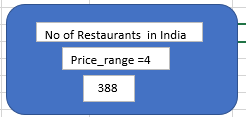 No of Restaurants in India
Price_range =4
388